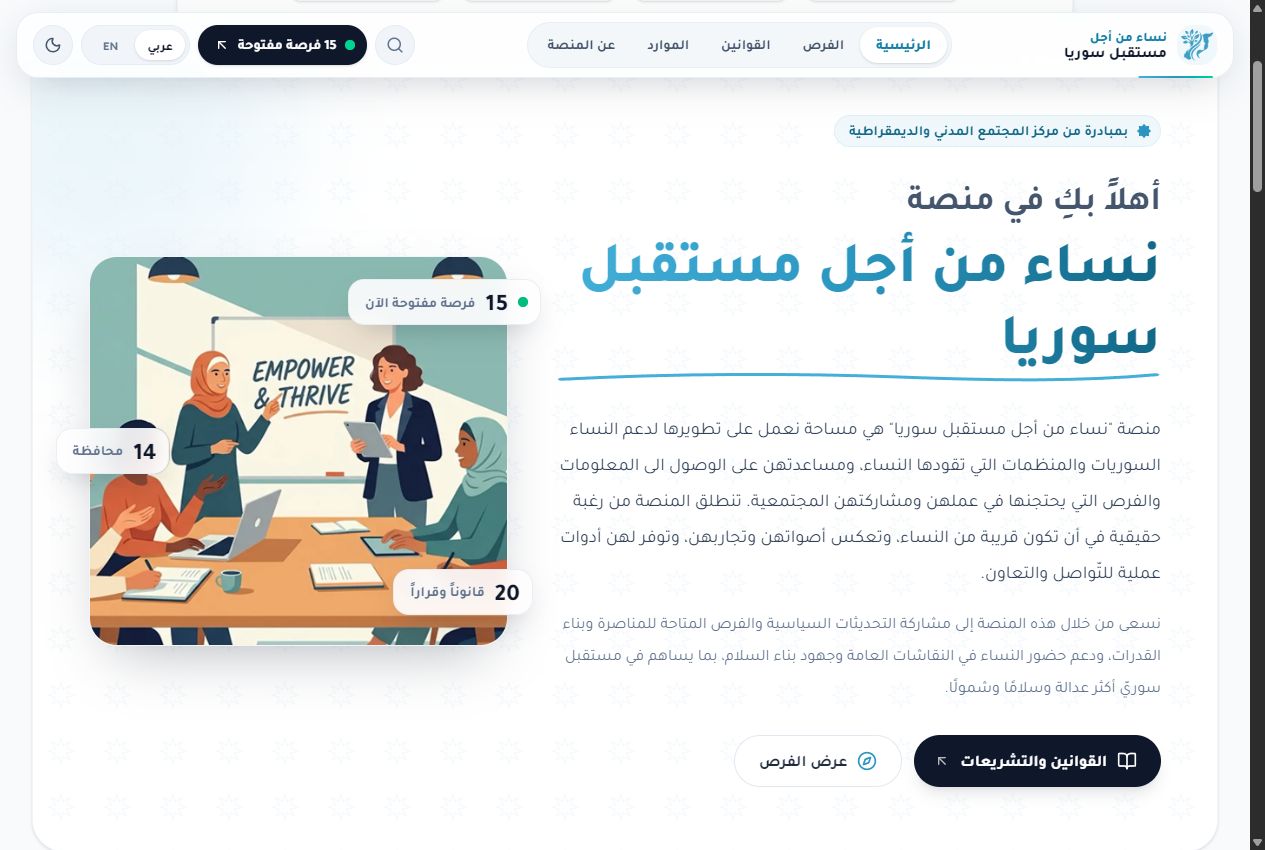 نساء من أجل
مستقبل سوريا
الرئيسية
الفرص
القوانين
الموارد
عن المنصة
15 فرصة مفتوحة
عربي
EN
بمبادرة من مركز المجتمع المدني والديمقراطية
أهلاً بكِ في منصة
نساء من أجل مستقبل
سوريا
منصة "نساء من أجل مستقبل سوريا" هي مساحة نعمل على تطويرها لدعم النساء
السوريات والمنظمات التي تقودها النساء، ومساعدتهن على الوصول الى المعلومات
والفرص التي يحتجنها في عملهن ومشاركتهن المجتمعية. تنطلق المنصة من رغبة
حقيقية في أن تكون قريبة من النساء، وتعكس أصواتهن وتجاربهن، وتوفر لهن أدوات
عملية للتّواصل والتعاون.
نسعى من خلال هذه المنصة إلى مشاركة التحديثات السياسية والفرص المتاحة للمناصرة وبناء
القدرات، ودعم حضور النساء في النقاشات العامة وجهود بناء السلام، بما يساهم في مستقبل
سوريّ أكثر عدالة وسلامًا وشمولًا.
القوانين والتشريعات
عرض الفرص
15 فرصة مفتوحة الآن
EMPOWER
& THRIVE
14 محافظة
20 قانوناً وقراراً